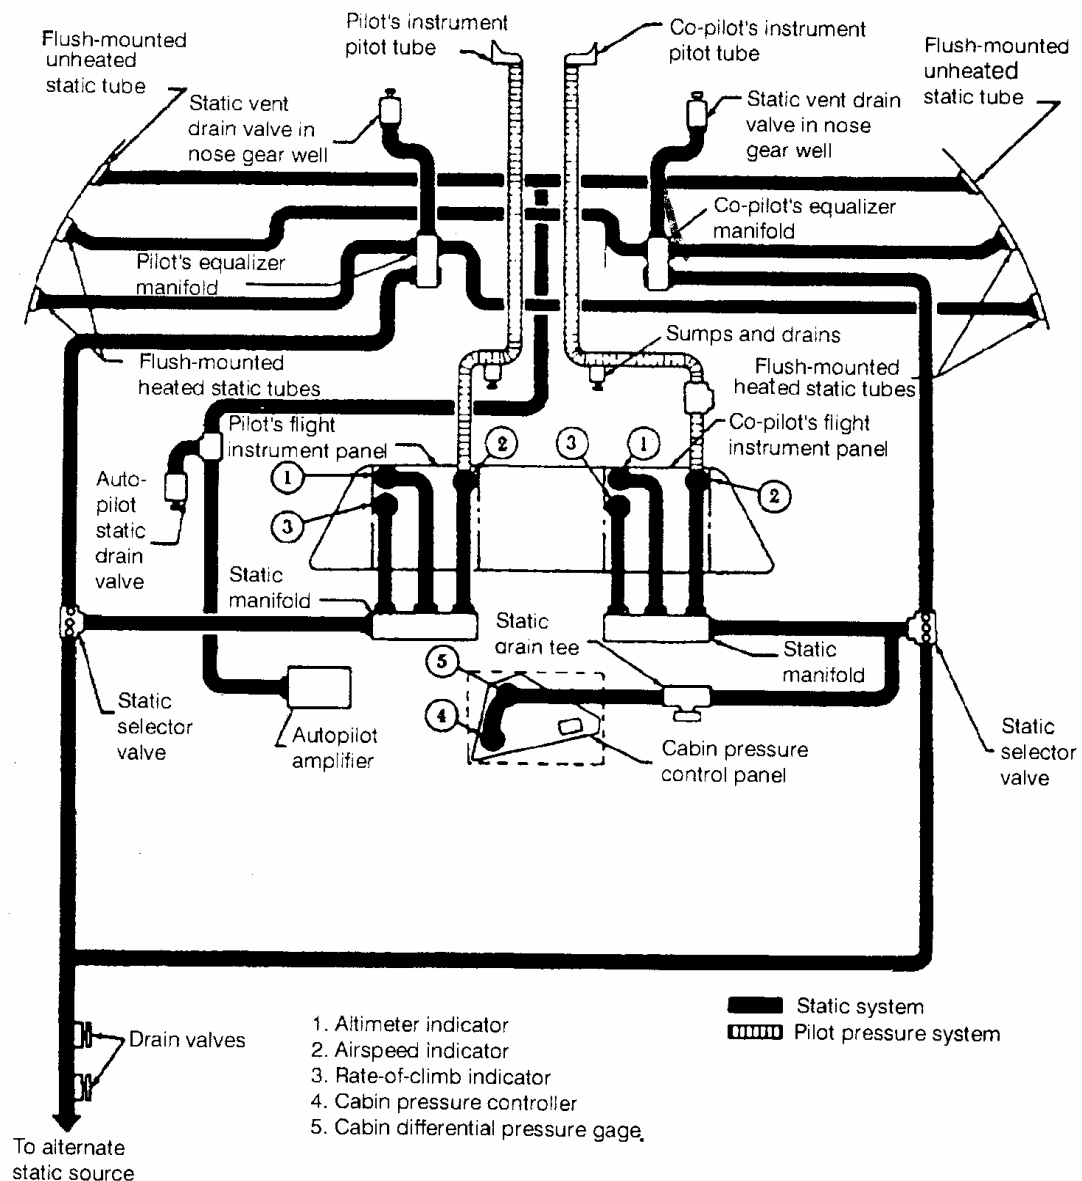 Pilot's instrument
pitot tube
Co-pilot's instrument
pitot tube
Flush-mounted
unheated
static tube
Flush-mounted
unheated
static tube
Static vent
drain valve in
nose gear well
Static vent drain
valve in nose
gear well
Co-pilot's equalizer
manifold
Pilot's equalizer
manifold
Sumps and drains
Flush-mounted
heated static tubes
Flush-mounted
heated static tubes
Pilot's flight
instrument panel
Co-pilot's flight
instrument panel
1
2
3
1
3
2
Auto-
pilot
static
drain
valve
Static
manifold
Static
drain tee
Static
manifold
5
4
Static
selector
valve
Autopilot
amplifier
Cabin pressure
control panel
Static
selector
valve
Static system
Pilot pressure system
Drain valves
1. Altimeter indicator
2. Airspeed indicator
3. Rate-of-climb indicator
4. Cabin pressure controller
5. Cabin differential pressure gage.
To alternate
static source